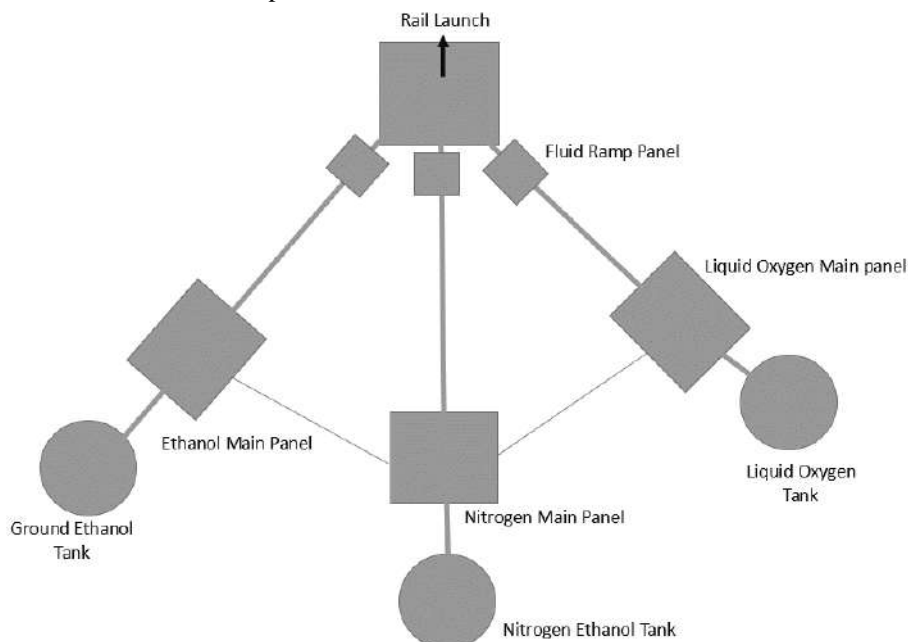 Rail Launch
Fluid Ramp Panel
Liquid Oxygen Main panel
Ethanol Main Panel
Liquid Oxygen
Tank
Nitrogen Main Panel
Ground Ethanol
Tank
Nitrogen Ethanol Tank